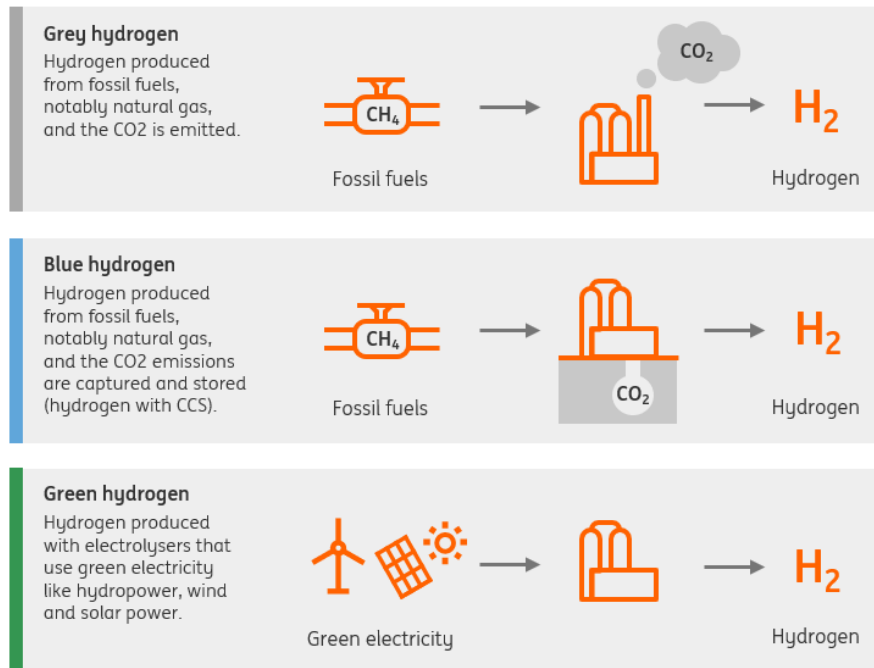 Grey hydrogen
Hydrogen produced
from fossil fuels,
notably natural gas,
and the CO2 is emitted.
CH₄
Fossil fuels
CO₂
H₂
Hydrogen
Blue hydrogen
Hydrogen produced
from fossil fuels,
notably natural gas,
and the CO2 emissions
are captured and stored
(hydrogen with CCS).
CH₄
Fossil fuels
CO₂
H₂
Hydrogen
Green hydrogen
Hydrogen produced
with electrolysers that
use green electricity
like hydropower, wind
and solar power.
Green electricity
H₂
Hydrogen